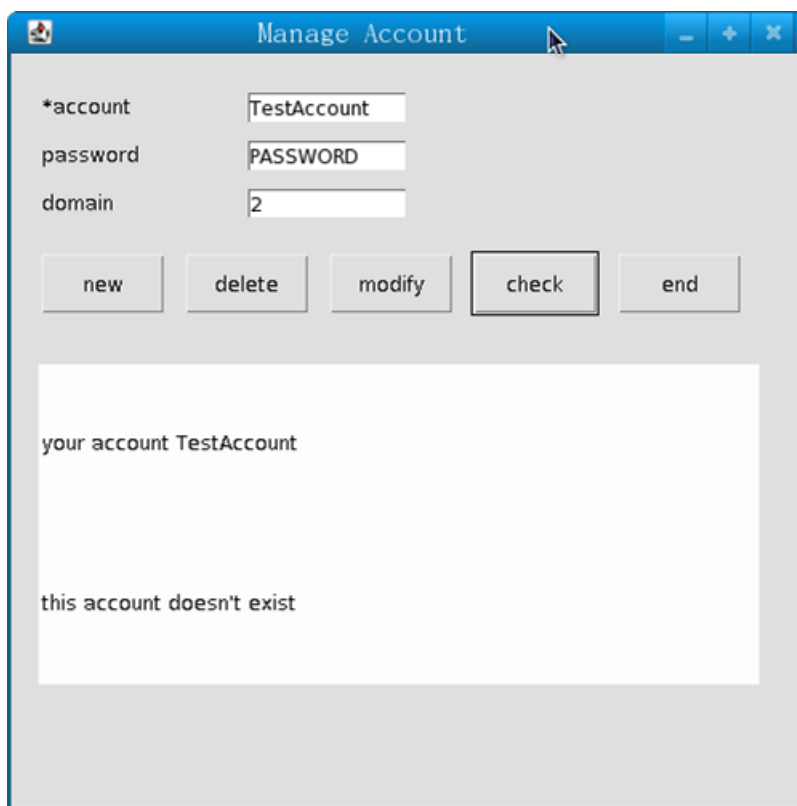 Manage Account
*account TestAccount
password PASSWORD
domain 2
new delete modify check end
your account TestAccount
this account doesn't exist